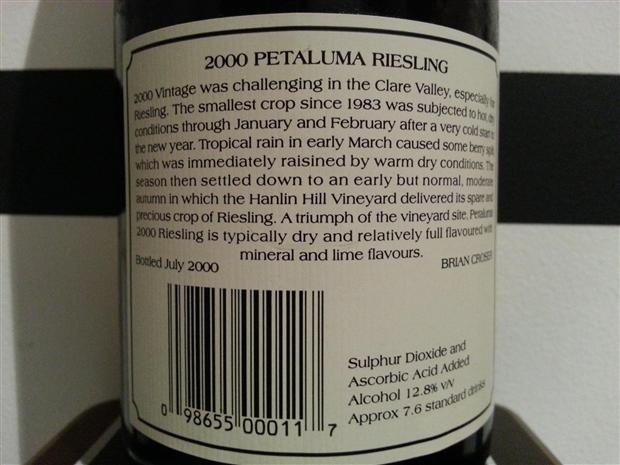 2000 PETALUMA RIESLING
2000 Vintage was challenging in the Clare Valley, especially for
Riesling. The smallest crop since 1983 was subjected to hot, dry
conditions through January and February after a very cold start to
the new year. Tropical rain in early March caused some berry split,
which was immediately raisined by warm dry conditions. The
season then settled down to an early but normal, moderate
autumn in which the Hanlin Hill Vineyard delivered its spare and
precious crop of Riesling. A triumph of the vineyard site. Petaluma
2000 Riesling is typically dry and relatively full flavoured with
mineral and lime flavours.
Bottled July 2000
BRIAN CROSER
Sulphur Dioxide and
Ascorbic Acid Added
Alcohol 12.8% v/v
Approx 7.6 standard drinks
0 98655 00011 7